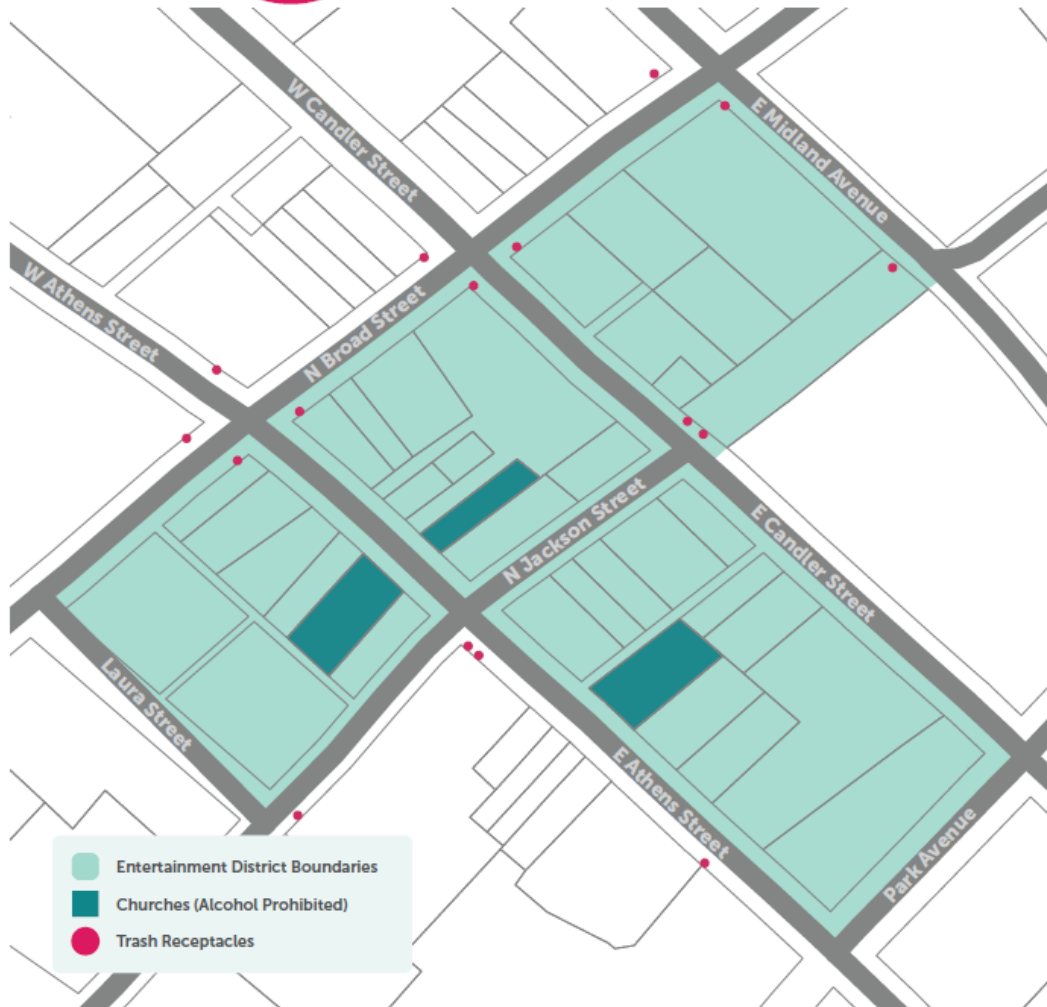 W Candler Street
E Midland Avenue
W Athens Street
N Broad Street
N Jackson Street
E Candler Street
Laura Street
E Athens Street
Park Avenue
Entertainment District Boundaries
Churches (Alcohol Prohibited)
Trash Receptacles